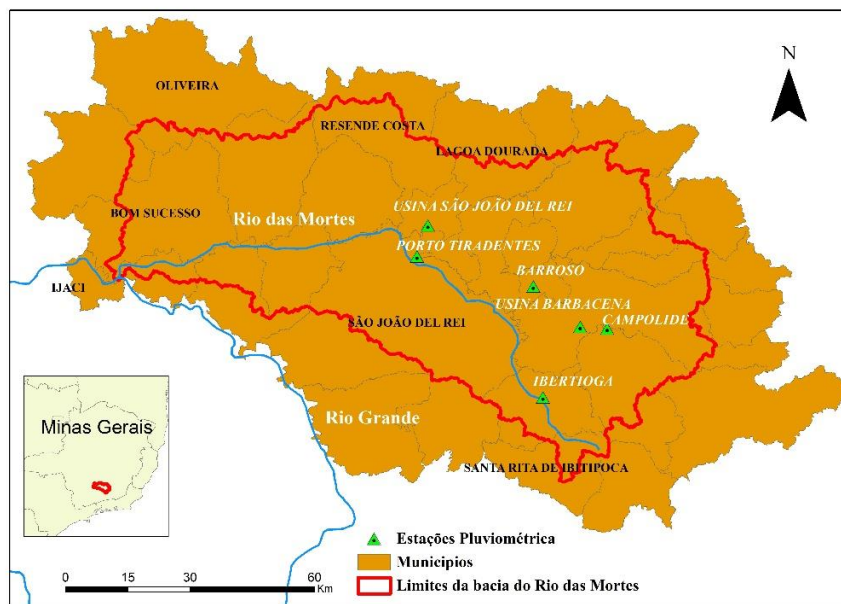 OLIVEIRA
N
RESENDE COSTA
LAGOA DOURADA
USINA SÃO JOÃO DEL REI
BOM SUCESSO
Rio das Mortes
PORTO TIRADENTES
BARROSO
IJACI
USINA BARBACENA
CAMPOLIDE
SÃO JOÃO DEL REI
IBERTIOGA
Minas Gerais
Rio Grande
SANTA RITA DE IBITIPOCA
Estações Pluviométrica
Municípios
Limites da bacia do Rio das Mortes
0 15 30 60
Km